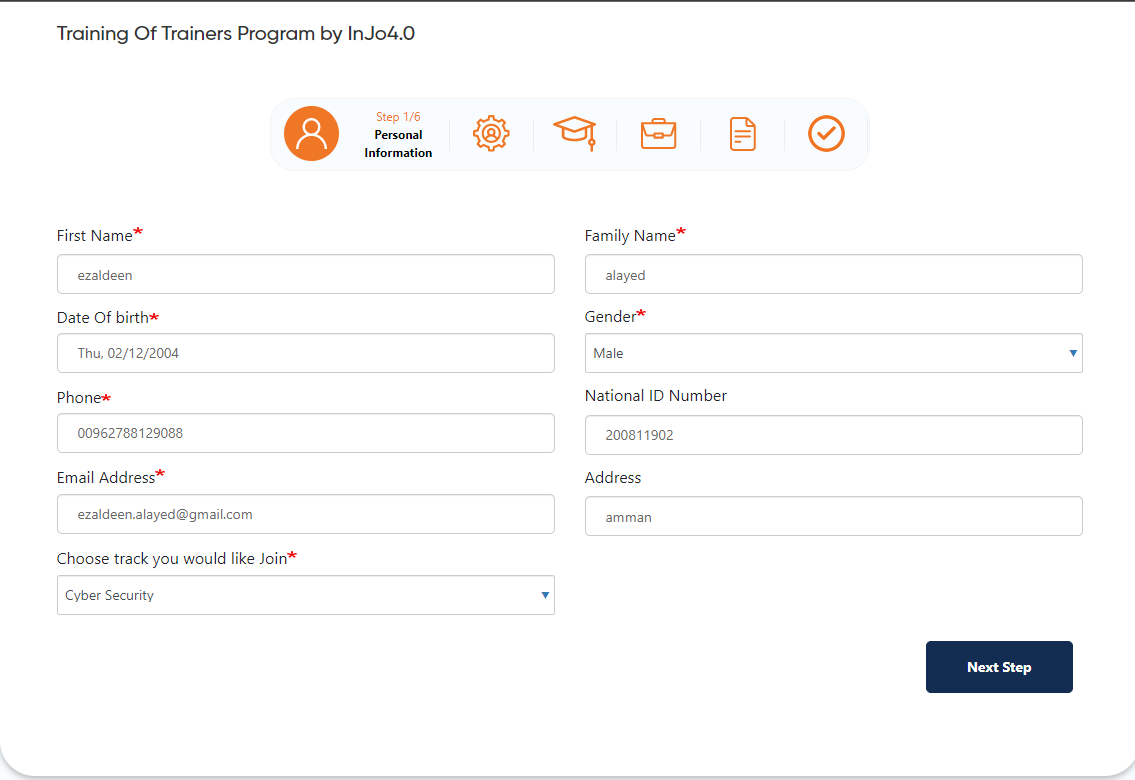 Training Of Trainers Program by InJo4.0
Step 1/6
Personal
Information
First Name*
Family Name*
ezaldeen
alayed
Date Of birth*
Gender*
Thu, 02/12/2004
Male
Phone*
National ID Number
00962788129088
200811902
Email Address*
Address
ezaldeen.alayed@gmail.com
amman
Choose track you would like Join*
Cyber Security
Next Step